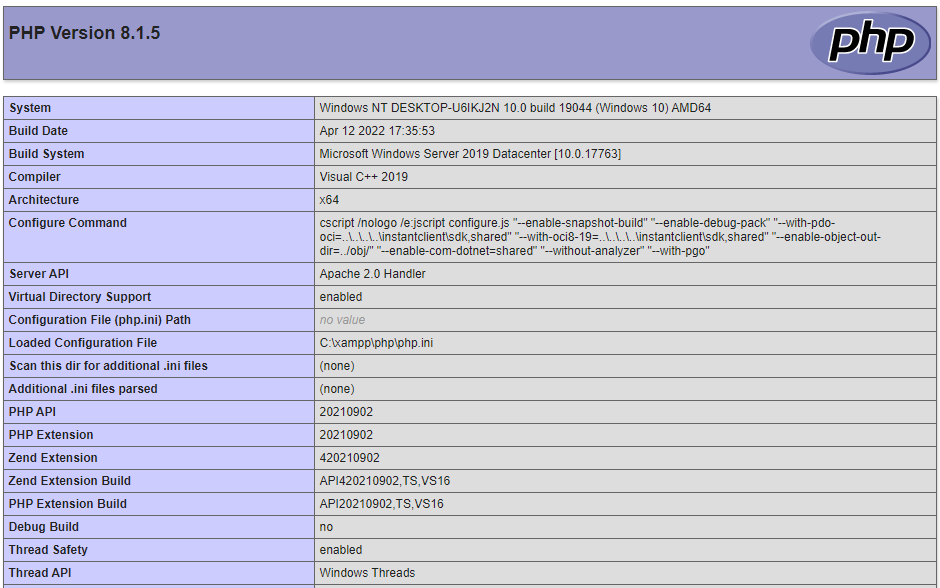 PHP Version 8.1.5
php
System Windows NT DESKTOP-U6IKJ2N 10.0 build 19044 (Windows 10) AMD64
Build Date Apr 12 2022 17:35:53
Build System Microsoft Windows Server 2019 Datacenter [10.0.17763]
Compiler Visual C++ 2019
Architecture x64
Configure Command cscript /nologo /e:jscript configure.js "--enable-snapshot-build" "--enable-debug-pack" "--with-pdo-
oci=..\..\..\..\instantclient\sdk,shared" "--with-oci8-19=..\..\..\..\instantclient\sdk,shared" "--enable-object-out-
dir=../obj/" "--enable-com-dotnet=shared" "--without-analyzer" "--with-pgo"
Server API Apache 2.0 Handler
Virtual Directory Support enabled
Configuration File (php.ini) Path no value
Loaded Configuration File C:\xampp\php\php.ini
Scan this dir for additional .ini files (none)
Additional .ini files parsed (none)
PHP API 20210902
PHP Extension 20210902
Zend Extension 420210902
Zend Extension Build API420210902,TS,VS16
PHP Extension Build API20210902,TS,VS16
Debug Build no
Thread Safety enabled
Thread API Windows Threads